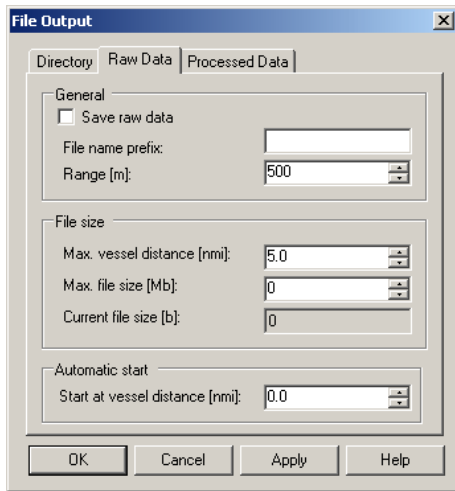 File Output
Directory Raw Data Processed Data
General
Save raw data
File name prefix:
Range [m]: 500
File size
Max. vessel distance [nmi]: 5.0
Max. file size [Mb]: 0
Current file size [b]: 0
Automatic start
Start at vessel distance [nmi]: 0.0
OK Cancel Apply Help